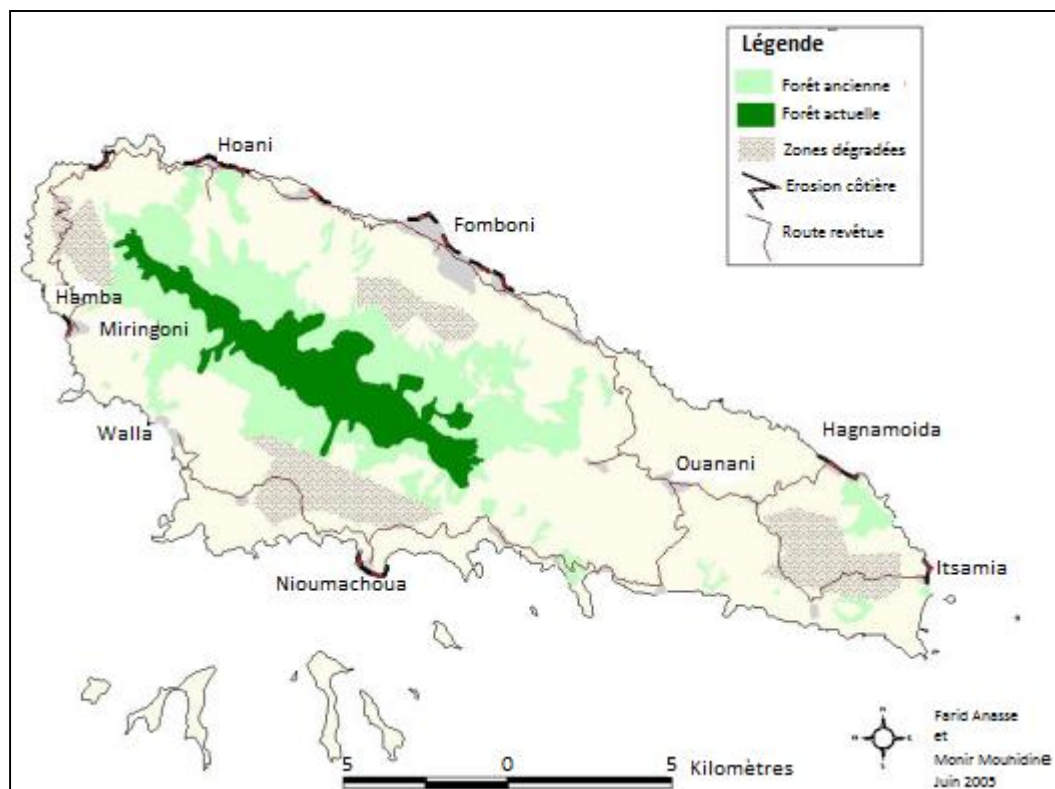 Légende
Forêt ancienne
Forêt actuelle
Zones dégradées
Erosion côtière
Route revêtue
Hoani
Fomboni
Hamba
Miringoni
Walla
Hagnamoida
Ouanani
Nioumachoua
Itsamia
5 0 5 Kilomètres
Farid Anasse
et
Monir Mouhidine
Juin 2005